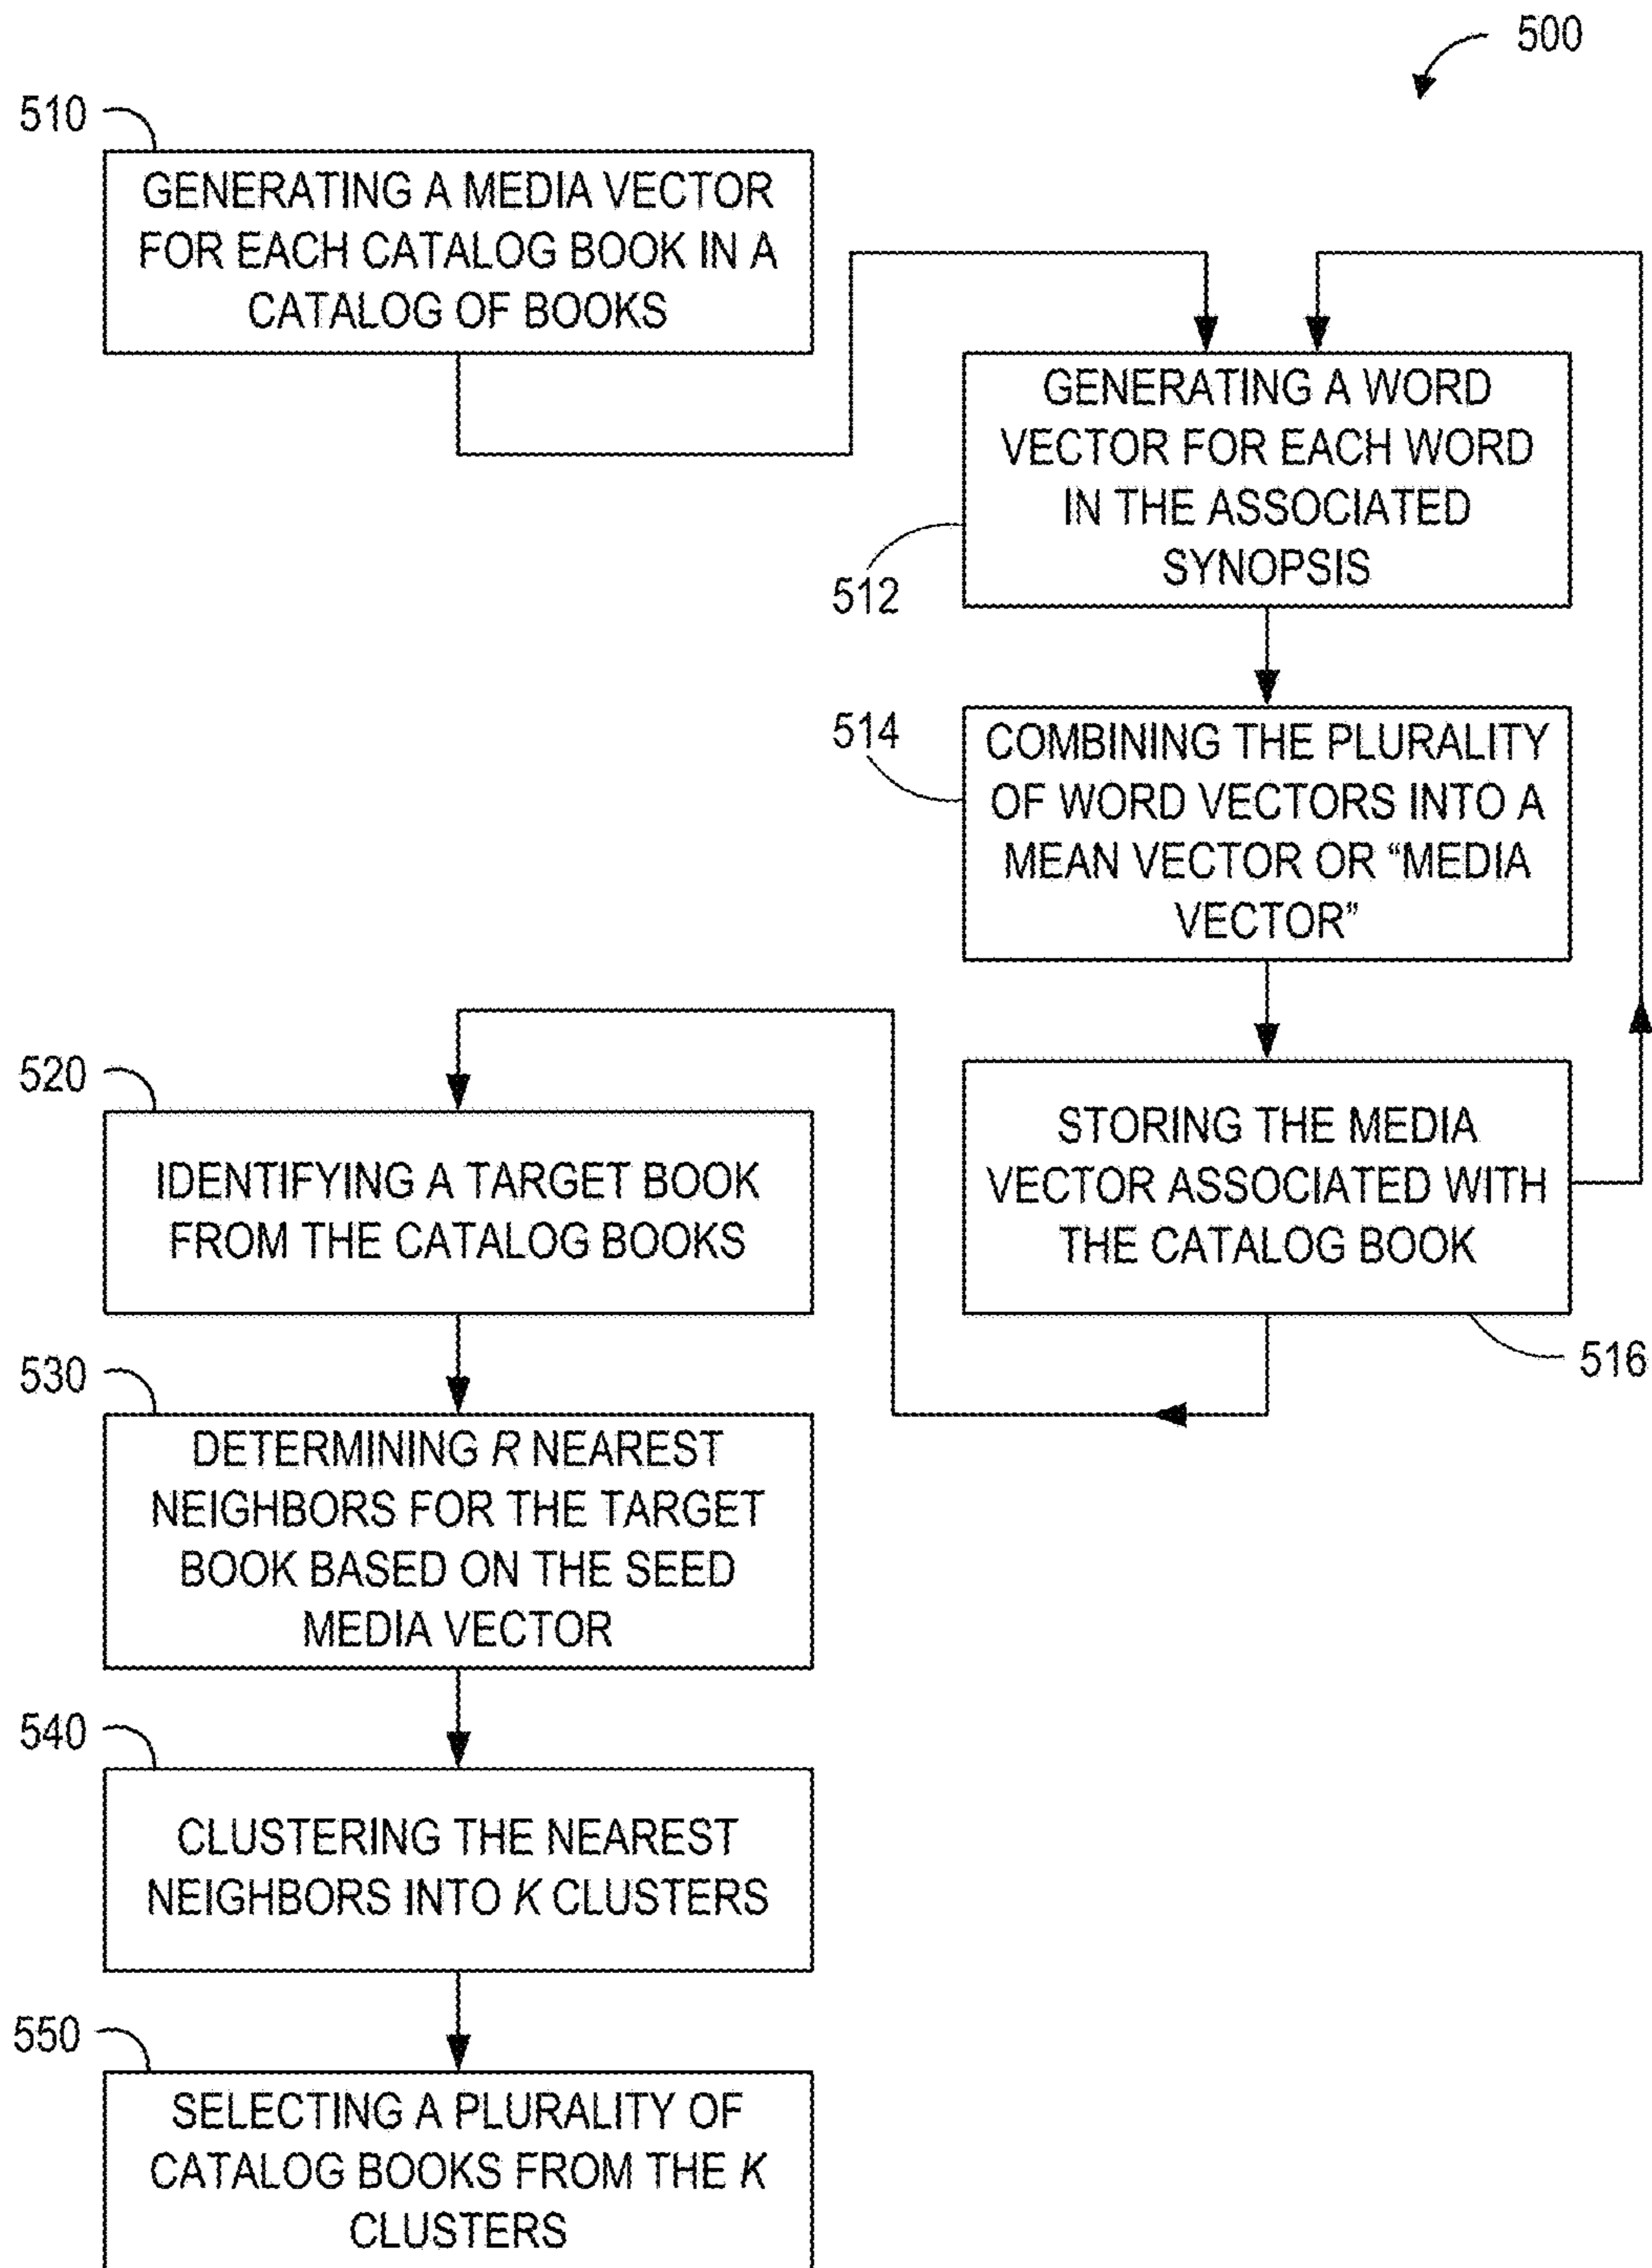 500
510
GENERATING A MEDIA VECTOR
FOR EACH CATALOG BOOK IN A
CATALOG OF BOOKS
GENERATING A WORD
VECTOR FOR EACH WORD
IN THE ASSOCIATED
SYNOPSIS
512
514
COMBINING THE PLURALITY
OF WORD VECTORS INTO A
MEAN VECTOR OR “MEDIA
VECTOR”
STORING THE MEDIA
VECTOR ASSOCIATED WITH
THE CATALOG BOOK
516
520
IDENTIFYING A TARGET BOOK
FROM THE CATALOG BOOKS
530
DETERMINING R NEAREST
NEIGHBORS FOR THE TARGET
BOOK BASED ON THE SEED
MEDIA VECTOR
540
CLUSTERING THE NEAREST
NEIGHBORS INTO K CLUSTERS
550
SELECTING A PLURALITY OF
CATALOG BOOKS FROM THE K
CLUSTERS